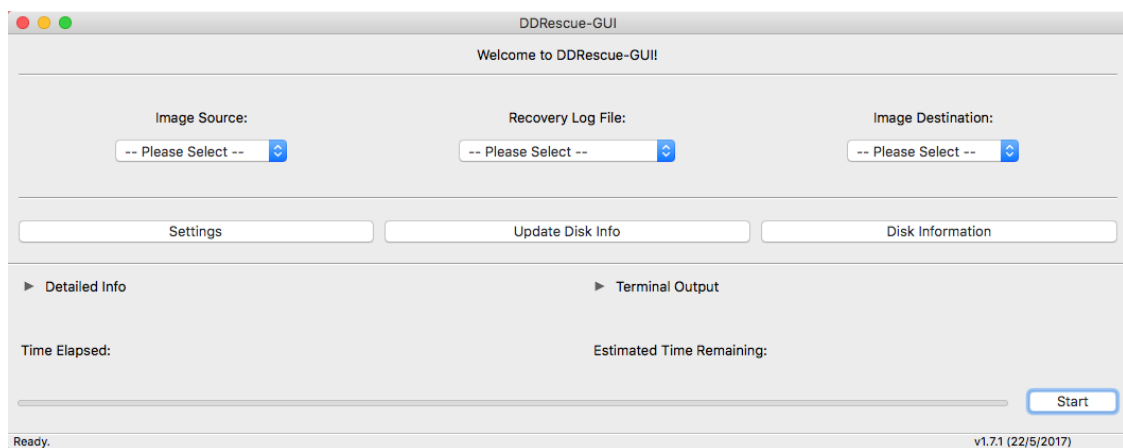 DDRescue-GUI
Welcome to DDRescue-GUI!
Image Source: Recovery Log File: Image Destination:
-- Please Select -- -- Please Select -- -- Please Select --
Settings Update Disk Info Disk Information
Detailed Info Terminal Output
Time Elapsed: Estimated Time Remaining:
Start
Ready. v1.7.1 (22/5/2017)